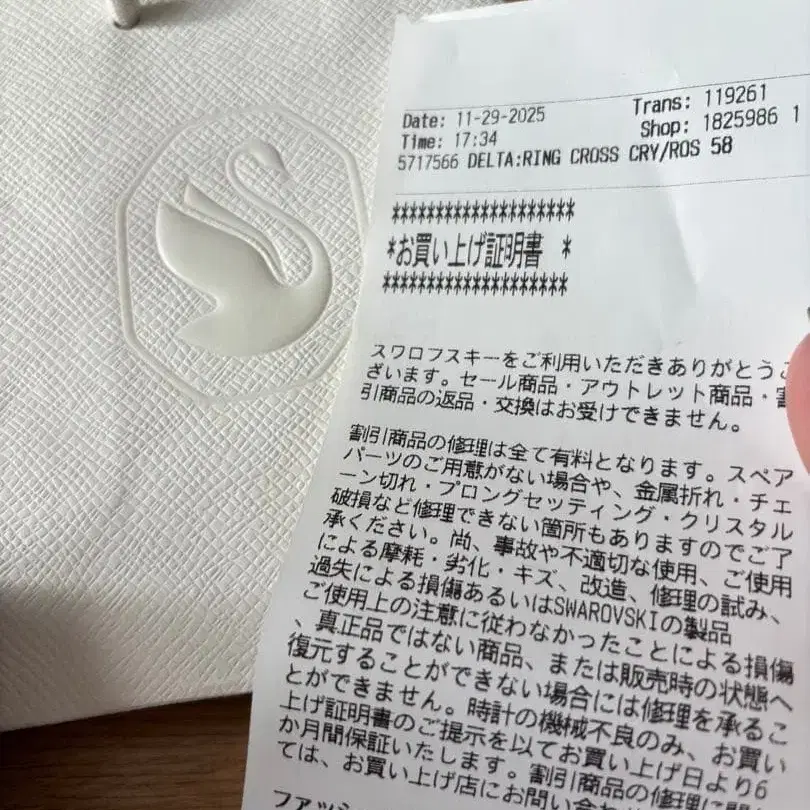 Date: 11-29-2025 Trans: 119261
Time: 17:34 Shop: 1825986 1
5717566 DELTA:RING CROSS CRY/ROS 58
********************
*お買い上げ証明書 *
********************
スワロフスキーをご利用いただきありがとうご
ざいます。セール商品・アウトレット商品・割
引商品の返品・交換はお受けできません。
割引商品の修理は全て有料となります。スペア
パーツのご用意がない場合や、金属折れ・チェ
ーン切れ・プロングセッティング・クリスタル
破損など修理できない箇所もありますのでご了
承ください。尚、事故や不適切な使用、ご使用
による摩耗・劣化・キズ、改造、修理の試み、
過失による損傷あるいはSWAROVSKIの製品
ご使用上の注意に従わなかったことによる損傷
、真正品ではない商品、または販売時の状態へ
復元することができない場合には修理を承るこ
とができません。時計の機械不良のみ、お買い
上げ証明書のご提示を以てお買い上げ日より6
か月間保証いたします。割引商品の修理に
ては、お買い上げ店にお問い合わ
ファッシ